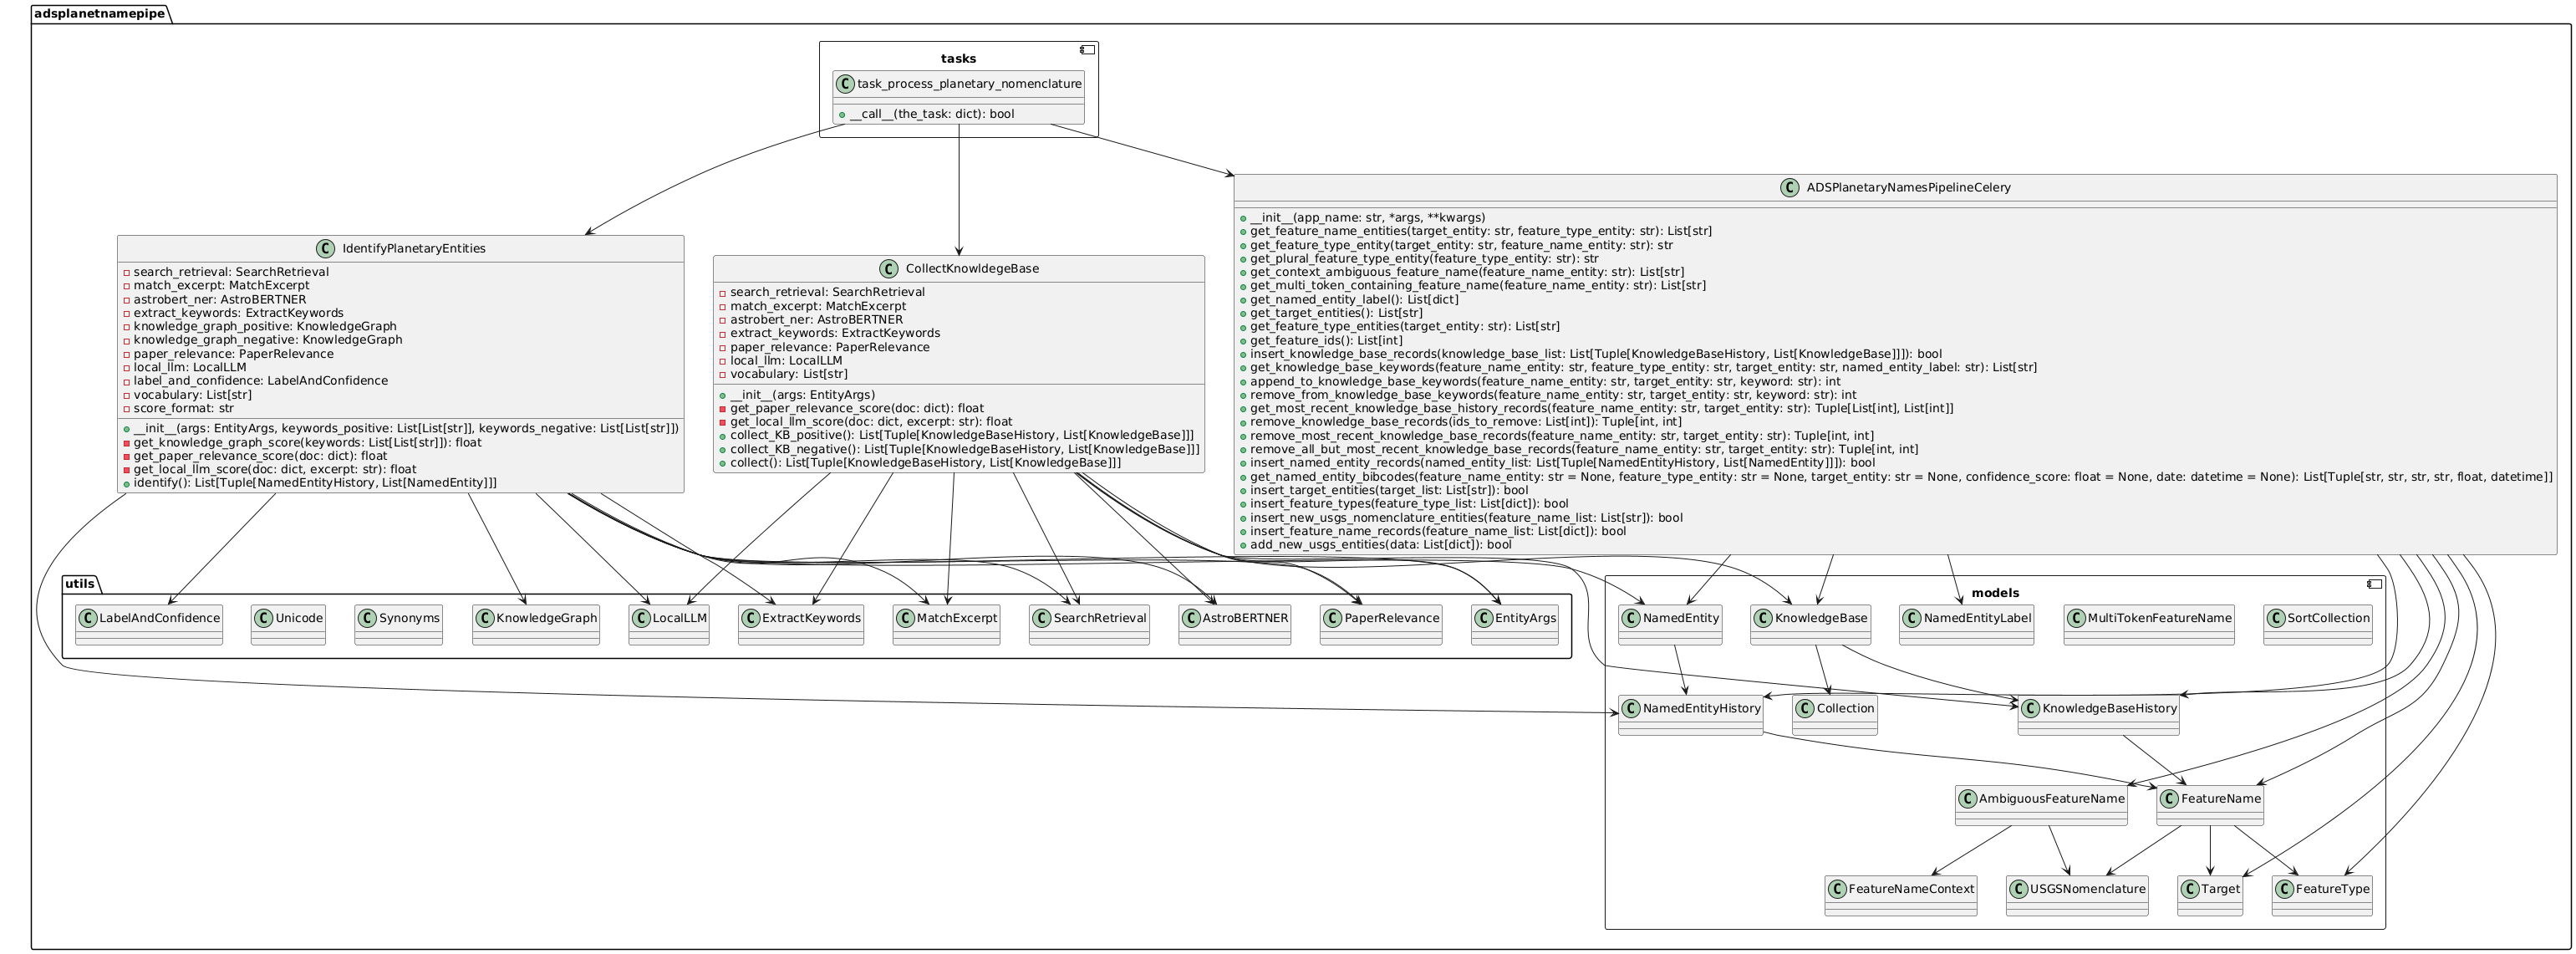 adsplanetnamepipe
tasks
C task_process_planetary_nomenclature
__call__(the_task: dict): bool
C ADSPlanetaryNamesPipelineCelery
__init__(app_name: str, *args, **kwargs)
get_feature_name_entities(target_entity: str, feature_type_entity: str): List[str]
get_feature_type_entity(target_entity: str, feature_name_entity: str): str
get_plural_feature_type_entity(feature_type_entity: str): str
get_context_ambiguous_feature_name(feature_name_entity: str): List[str]
get_multi_token_containing_feature_name(feature_name_entity: str): List[str]
get_named_entity_label(): List[dict]
get_target_entities(): List[str]
get_feature_type_entities(target_entity: str): List[str]
get_feature_ids(): List[int]
insert_knowledge_base_records(knowledge_base_list: List[Tuple[KnowledgeBaseHistory, List[KnowledgeBase]]]): bool
get_knowledge_base_keywords(feature_name_entity: str, feature_type_entity: str, target_entity: str, named_entity_label: str): List[str]
append_to_knowledge_base_keywords(feature_name_entity: str, target_entity: str, keyword: str): int
remove_from_knowledge_base_keywords(feature_name_entity: str, target_entity: str, keyword: str): int
get_most_recent_knowledge_base_history_records(feature_name_entity: str, target_entity: str): Tuple[List[int], List[int]]
remove_knowledge_base_records(ids_to_remove: List[int]): Tuple[int, int]
remove_most_recent_knowledge_base_records(feature_name_entity: str, target_entity: str): Tuple[int, int]
remove_all_but_most_recent_knowledge_base_records(feature_name_entity: str, target_entity: str): Tuple[int, int]
insert_named_entity_records(named_entity_list: List[Tuple[NamedEntityHistory, List[NamedEntity]]]): bool
get_named_entity_bibcodes(feature_name_entity: str = None, feature_type_entity: str = None, target_entity: str = None, confidence_score: float = None, date: datetime = None): List[Tuple[str, str, str, str, float, datetime]]
insert_target_entities(target_list: List[str]): bool
insert_feature_types(feature_type_list: List[dict]): bool
insert_new_usgs_nomenclature_entities(feature_name_list: List[str]): bool
insert_feature_name_records(feature_name_list: List[dict]): bool
add_new_usgs_entities(data: List[dict]): bool
C IdentifyPlanetaryEntities
search_retrieval: SearchRetrieval
match_excerpt: MatchExcerpt
astrobert_ner: AstroBERTNER
extract_keywords: ExtractKeywords
knowledge_graph_positive: KnowledgeGraph
knowledge_graph_negative: KnowledgeGraph
paper_relevance: PaperRelevance
local_llm: LocalLLM
label_and_confidence: LabelAndConfidence
vocabulary: List[str]
score_format: str
__init__(args: EntityArgs, keywords_positive: List[List[str]], keywords_negative: List[List[str]])
get_knowledge_graph_score(keywords: List[List[str]]): float
get_paper_relevance_score(doc: dict): float
get_local_llm_score(doc: dict, excerpt: str): float
identify(): List[Tuple[NamedEntityHistory, List[NamedEntity]]]
C CollectKnowldegeBase
search_retrieval: SearchRetrieval
match_excerpt: MatchExcerpt
astrobert_ner: AstroBERTNER
extract_keywords: ExtractKeywords
paper_relevance: PaperRelevance
local_llm: LocalLLM
vocabulary: List[str]
__init__(args: EntityArgs)
get_paper_relevance_score(doc: dict): float
get_local_llm_score(doc: dict, excerpt: str): float
collect_KB_positive(): List[Tuple[KnowledgeBaseHistory, List[KnowledgeBase]]]
collect_KB_negative(): List[Tuple[KnowledgeBaseHistory, List[KnowledgeBase]]]
collect(): List[Tuple[KnowledgeBaseHistory, List[KnowledgeBase]]]
utils
C LabelAndConfidence
C Unicode
C Synonyms
C KnowledgeGraph
C LocalLLM
C ExtractKeywords
C MatchExcerpt
C SearchRetrieval
C AstroBERTNER
C PaperRelevance
C EntityArgs
models
C NamedEntity
C KnowledgeBase
C NamedEntityLabel
C MultiTokenFeatureName
C SortCollection
C NamedEntityHistory
C Collection
C KnowledgeBaseHistory
C AmbiguousFeatureName
C FeatureName
C FeatureNameContext
C USGSNomenclature
C Target
C FeatureType